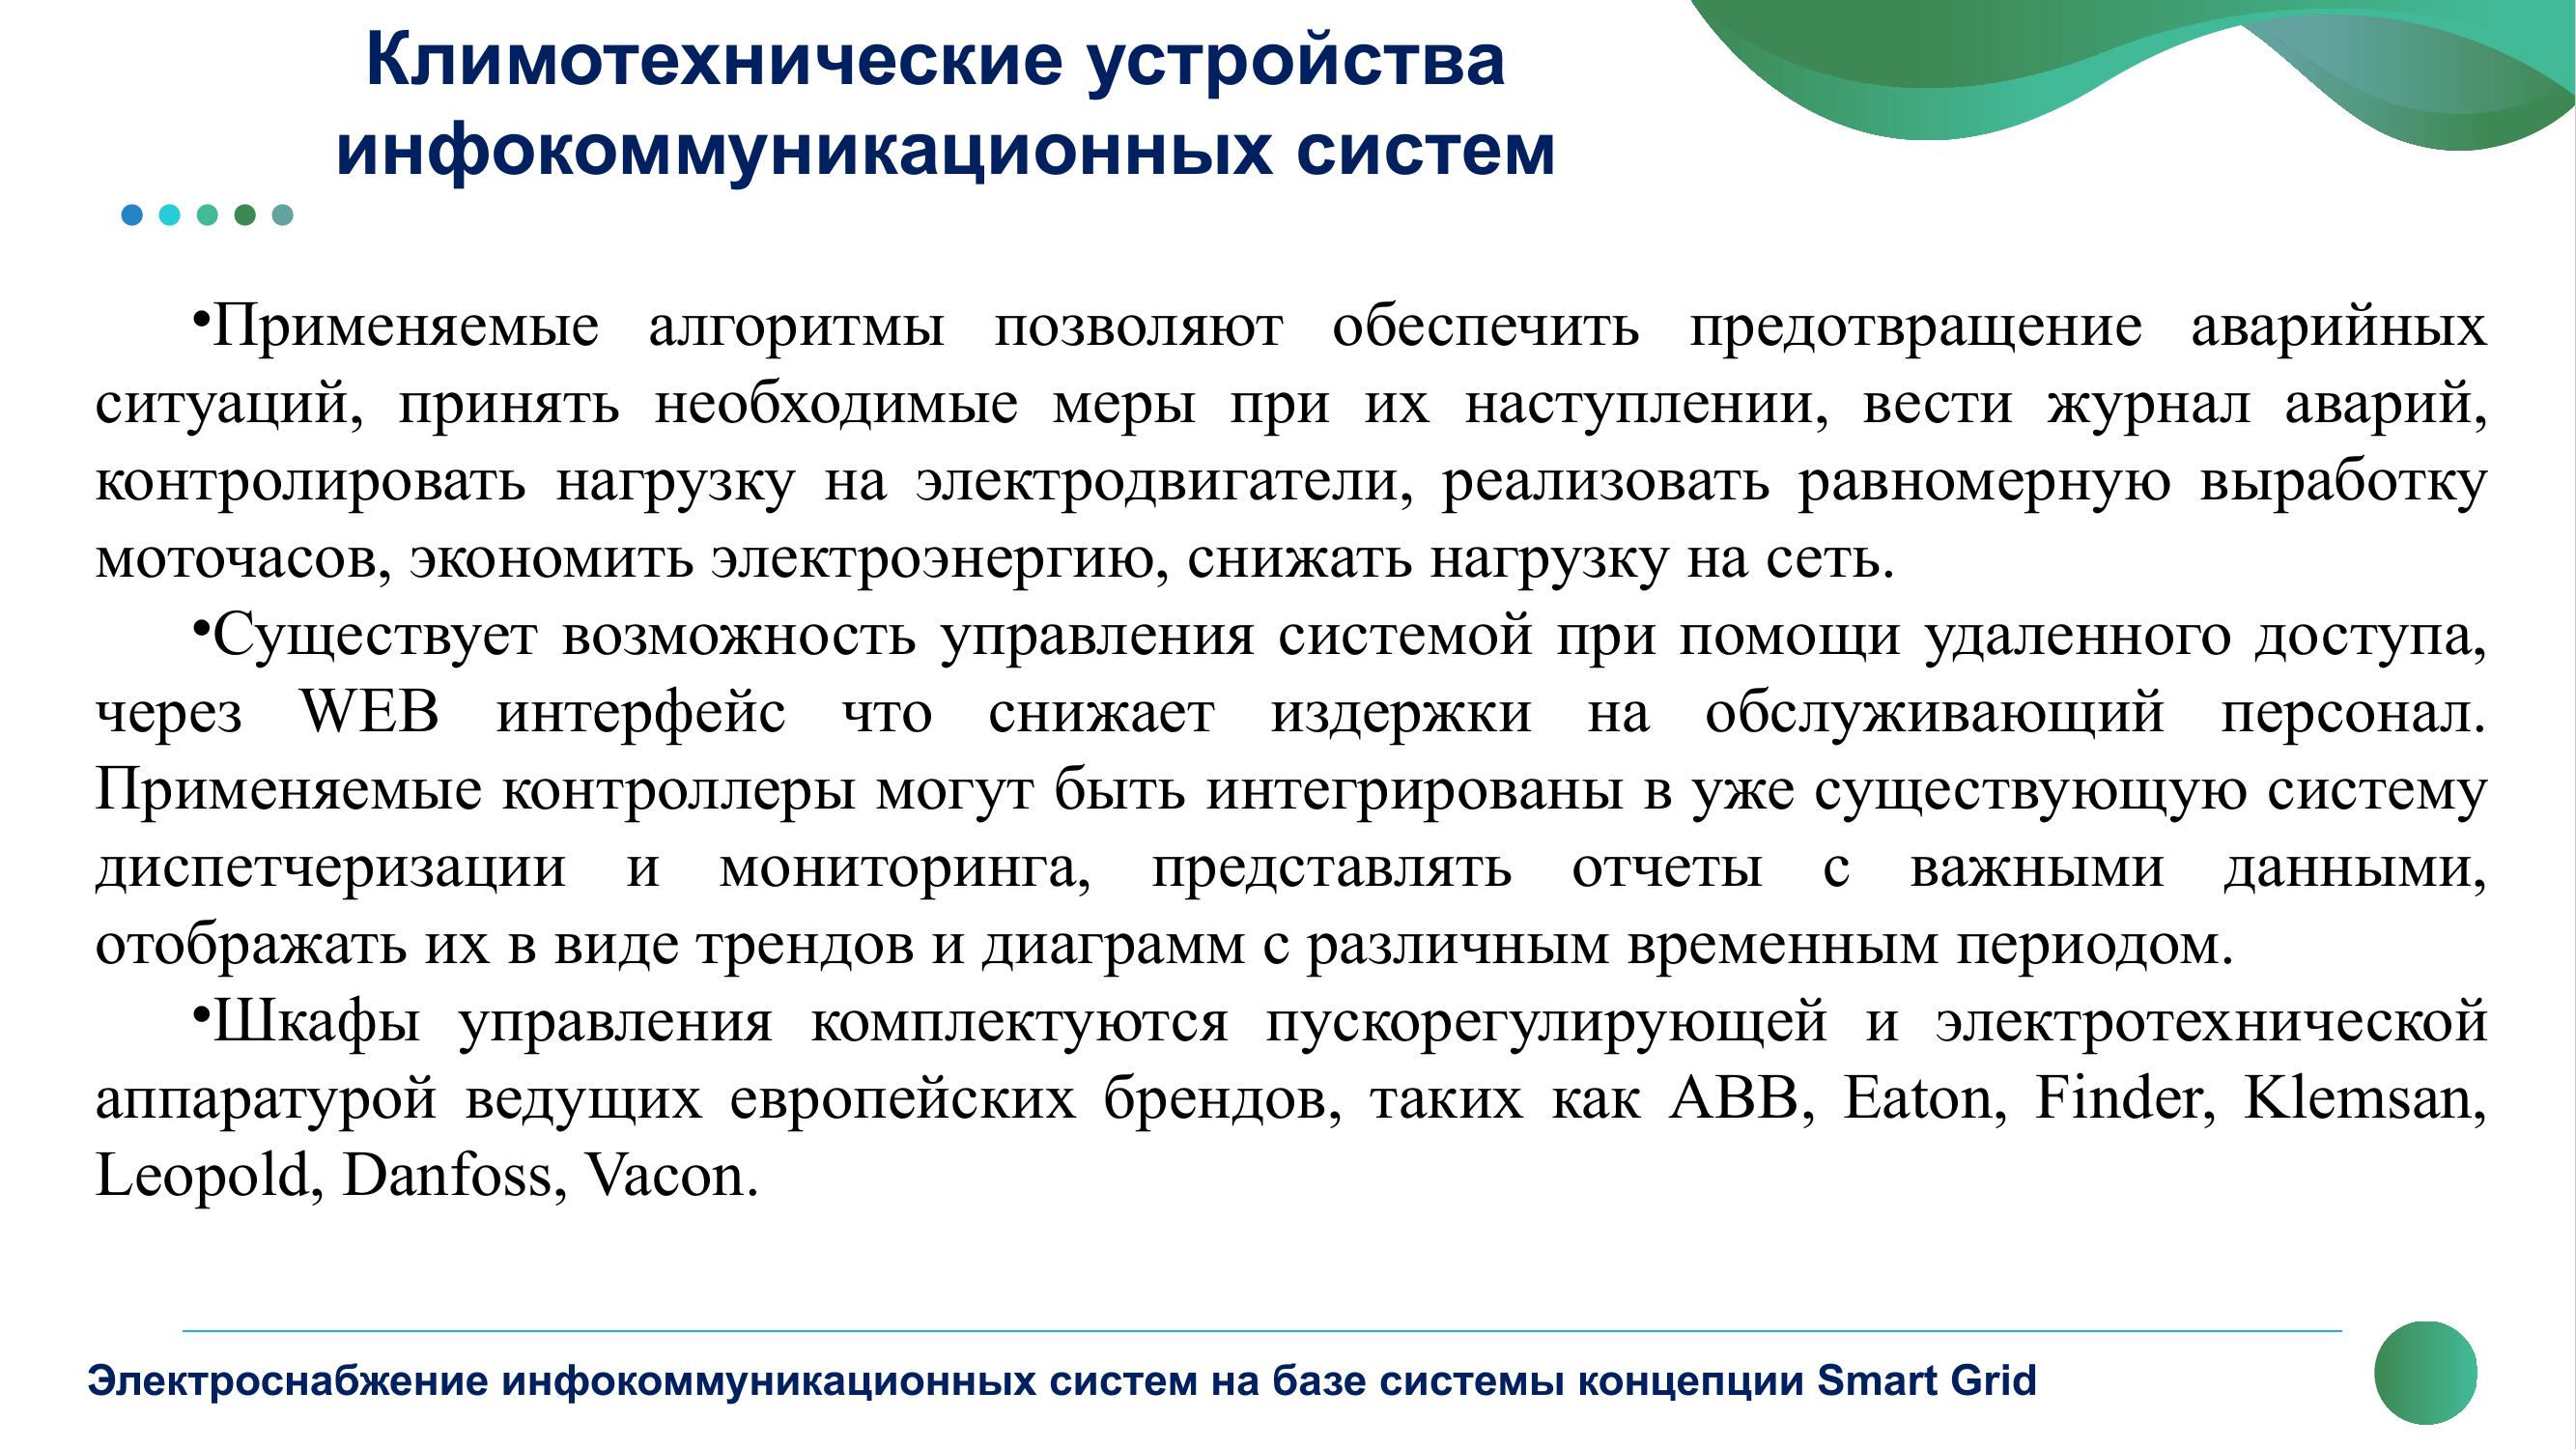 Климотехнические устройства
инфокоммуникационных систем
•Применяемые алгоритмы позволяют обеспечить предотвращение аварийных
ситуаций, принять необходимые меры при их наступлении, вести журнал аварий,
контролировать нагрузку на электродвигатели, реализовать равномерную выработку
моточасов, экономить электроэнергию, снижать нагрузку на сеть.
•Существует возможность управления системой при помощи удаленного доступа,
через WEB интерфейс что снижает издержки на обслуживающий персонал.
Применяемые контроллеры могут быть интегрированы в уже существующую систему
диспетчеризации и мониторинга, представлять отчеты с важными данными,
отображать их в виде трендов и диаграмм с различным временным периодом.
•Шкафы управления комплектуются пускорегулирующей и электротехнической
аппаратурой ведущих европейских брендов, таких как ABB, Eaton, Finder, Klemsan,
Leopold, Danfoss, Vacon.
Электроснабжение инфокоммуникационных систем на базе системы концепции Smart Grid